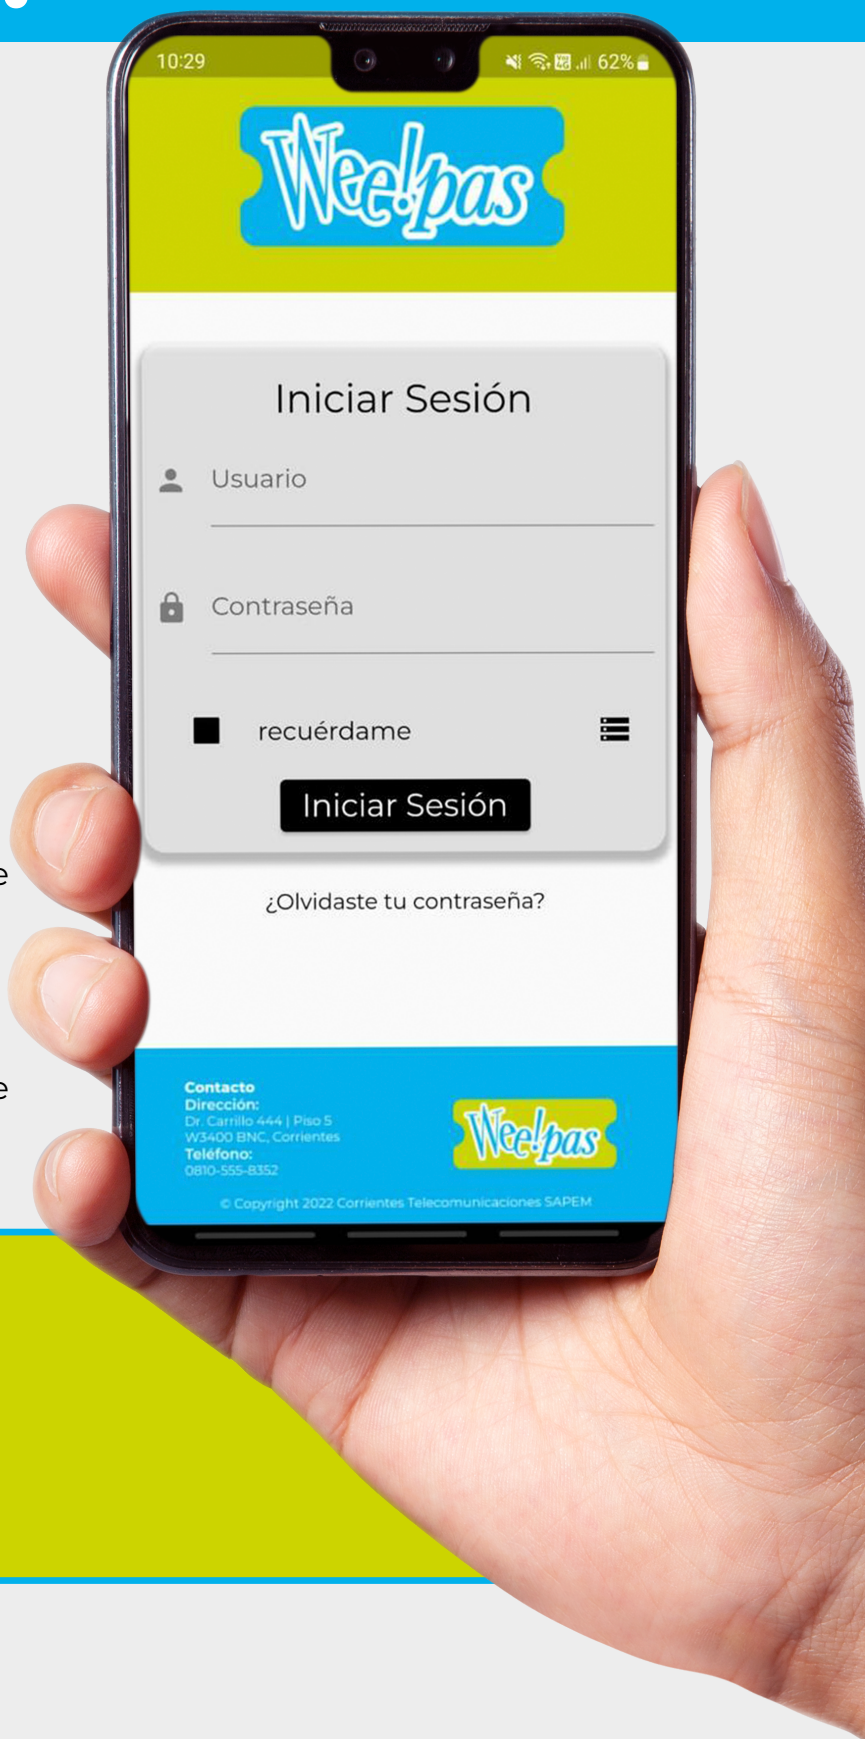 10:29
62%
Wee!pas
Iniciar Sesión
Usuario
Contraseña
recuérdame
Iniciar Sesión
¿Olvidaste tu contraseña?
e
e
Contacto
Dirección:
Dr. Carrillo 444 | Piso 5
W3400 BNC, Corrientes
Teléfono:
0810-555-8352
Wee!pas
© Copyright 2022 Corrientes Telecomunicaciones SAPEM